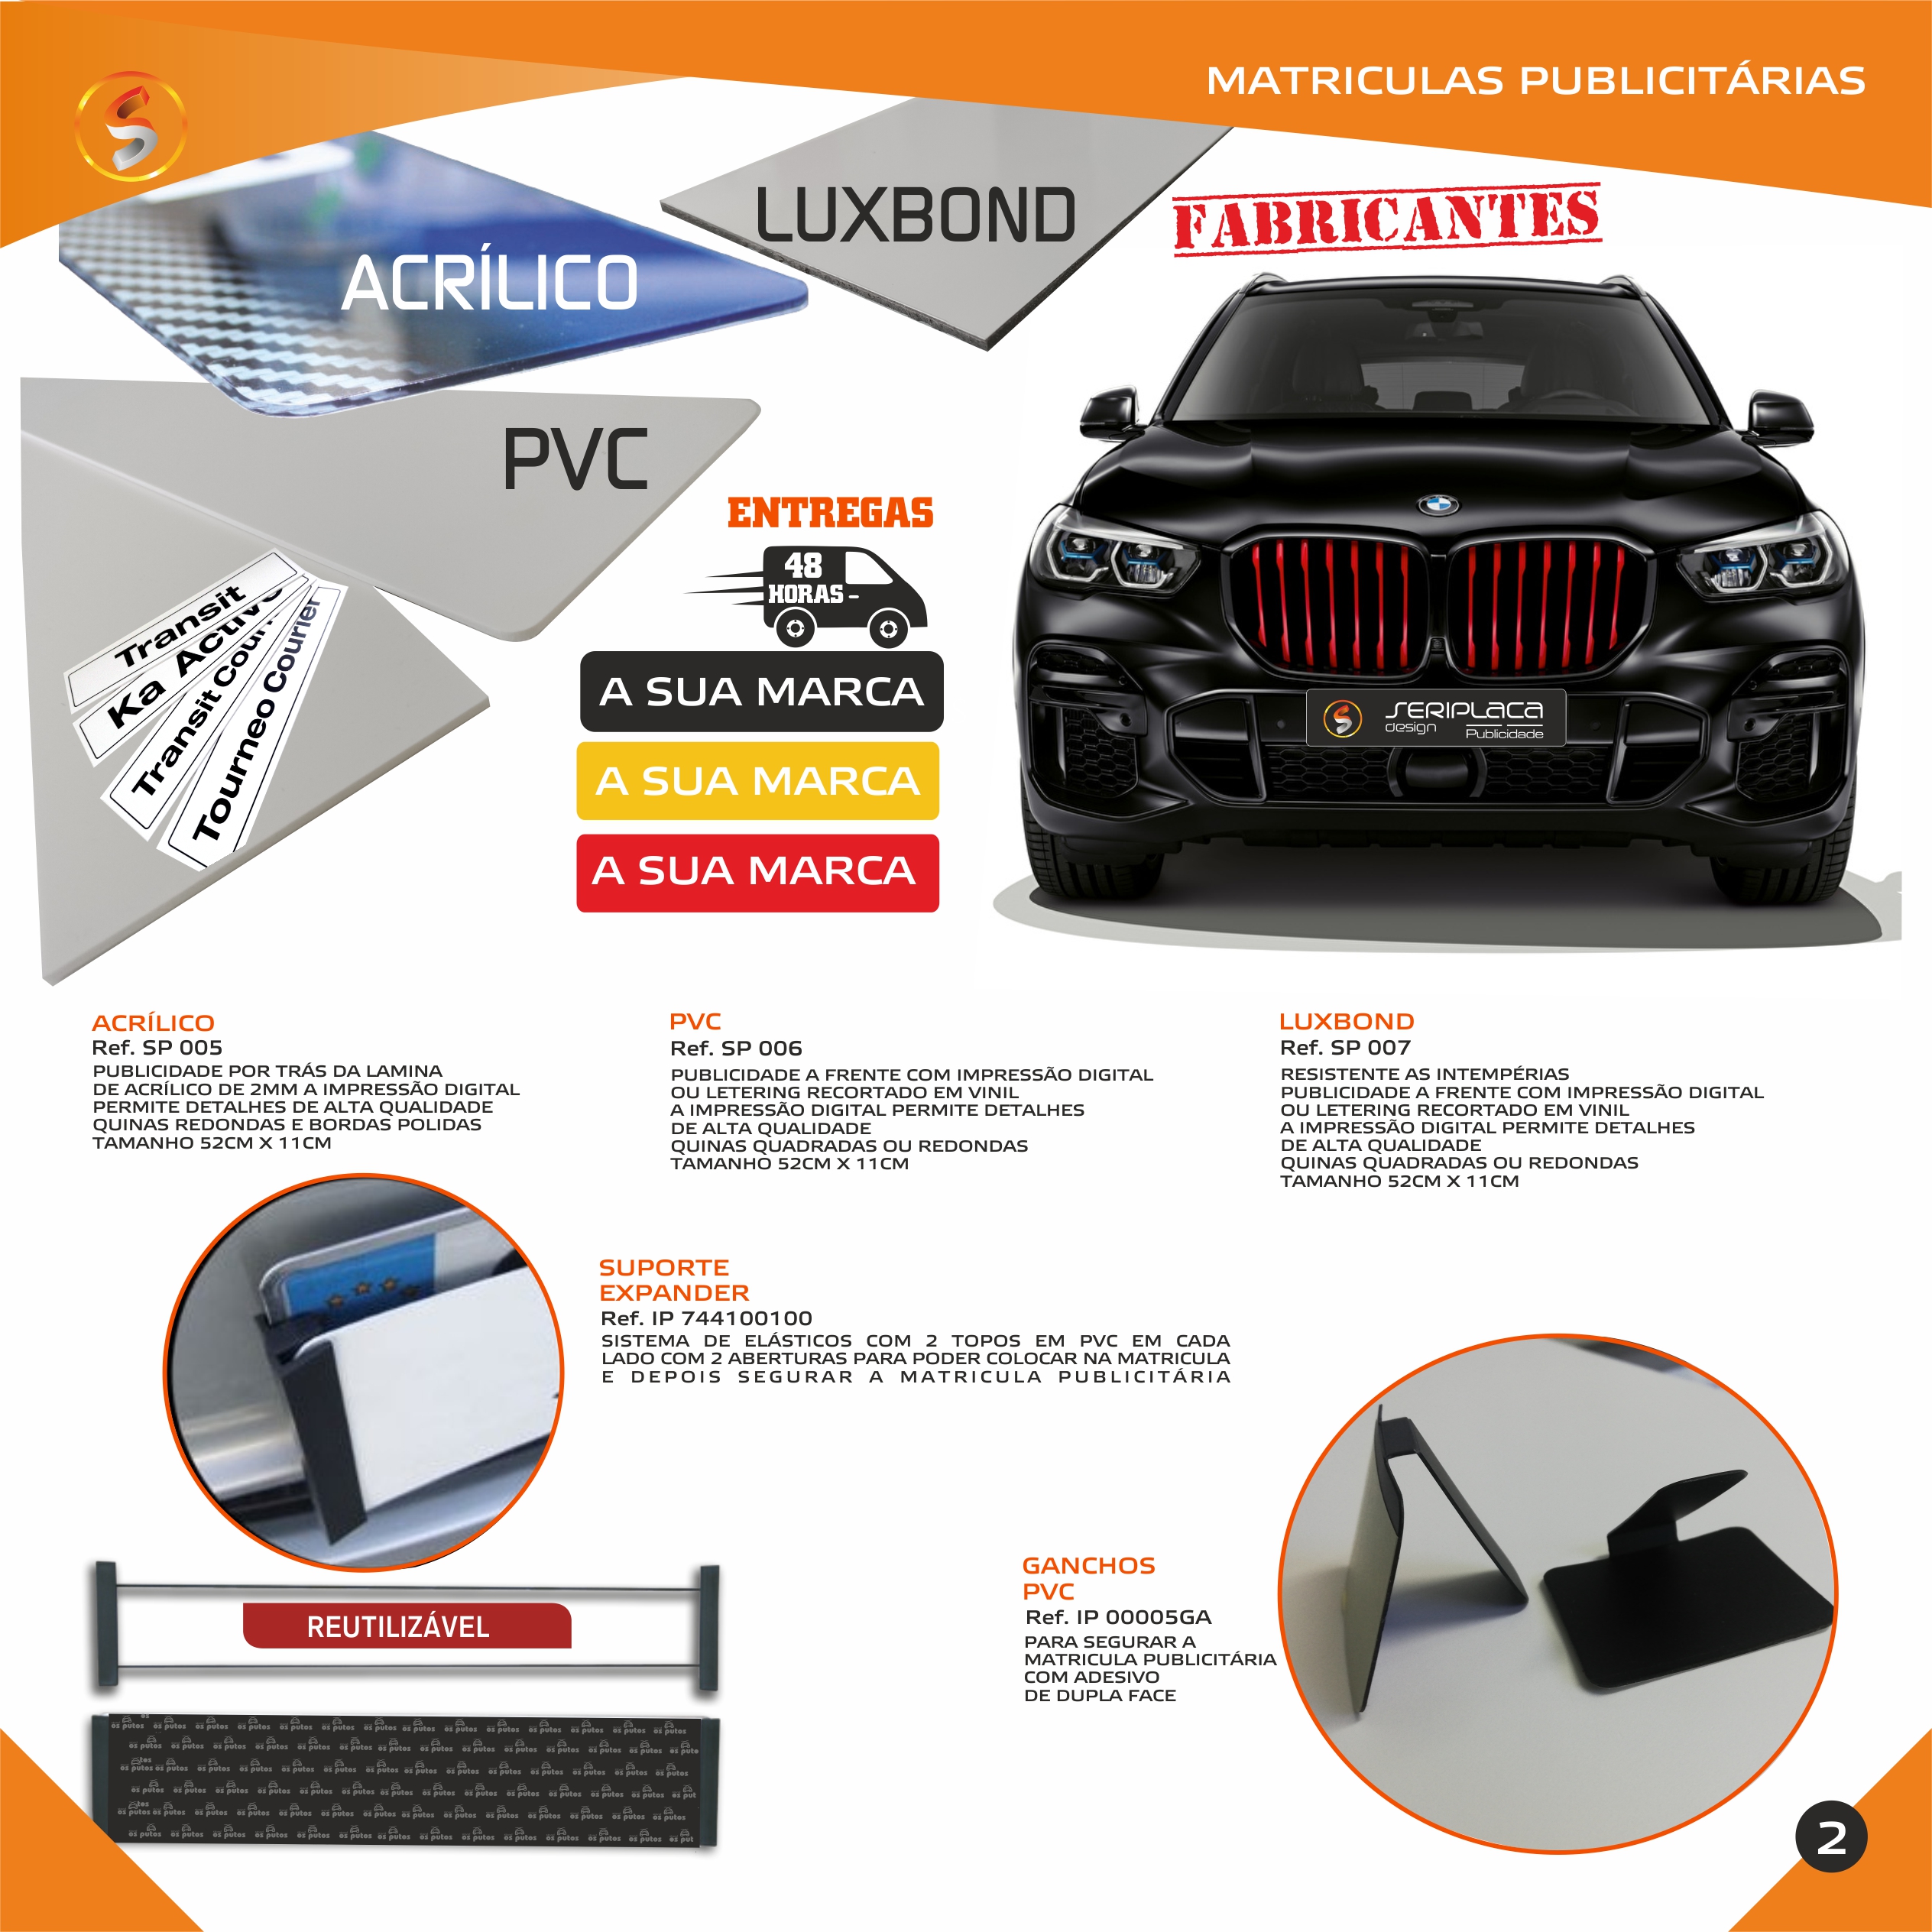 MATRICULAS PUBLICITÁRIAS
S
LUXBOND
FABRICANTES
ACRÍLICO
PVC
ENTREGAS
48
HORAS -
Transit
Ka Active
Transit Cour
Tourneo Courier
A SUA MARCA
A SUA MARCA
A SUA MARCA
SERIPLACA
design Publicidade
ACRÍLICO
Ref. SP 005
PUBLICIDADE POR TRÁS DA LAMINA
DE ACRÍLICO DE 2MM A IMPRESSÃO DIGITAL
PERMITE DETALHES DE ALTA QUALIDADE
QUINAS REDONDAS E BORDAS POLIDAS
TAMANHO 52CM X 11CM
PVC
Ref. SP 006
PUBLICIDADE A FRENTE COM IMPRESSÃO DIGITAL
OU LETERING RECORTADO EM VINIL
A IMPRESSÃO DIGITAL PERMITE DETALHES
DE ALTA QUALIDADE
QUINAS QUADRADAS OU REDONDAS
TAMANHO 52CM X 11CM
LUXBOND
Ref. SP 007
RESISTENTE AS INTEMPÉRIAS
PUBLICIDADE A FRENTE COM IMPRESSÃO DIGITAL
OU LETERING RECORTADO EM VINIL
A IMPRESSÃO DIGITAL PERMITE DETALHES
DE ALTA QUALIDADE
QUINAS QUADRADAS OU REDONDAS
TAMANHO 52CM X 11CM
SUPORTE
EXPANDER
Ref. IP 744100100
SISTEMA DE ELÁSTICOS COM 2 TOPOS EM PVC EM CADA
LADO COM 2 ABERTURAS PARA PODER COLOCAR NA MATRICULA
E DEPOIS SEGURAR A MATRICULA PUBLICITÁRIA
REUTILIZÁVEL
GANCHOS
PVC
Ref. IP 00005GA
PARA SEGURAR A
MATRICULA PUBLICITÁRIA
COM ADESIVO
DE DUPLA FACE
os putos
2